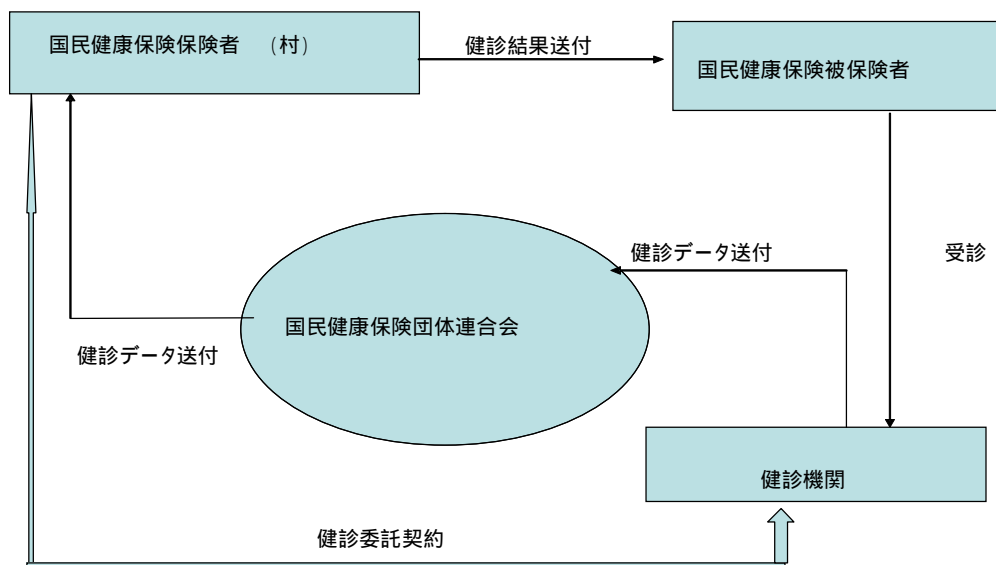 国民健康保険保険者　（村）
健診結果送付
国民健康保険被保険者
健診データ送付
受診
国民健康保険団体連合会
健診データ送付
健診機関
健診委託契約